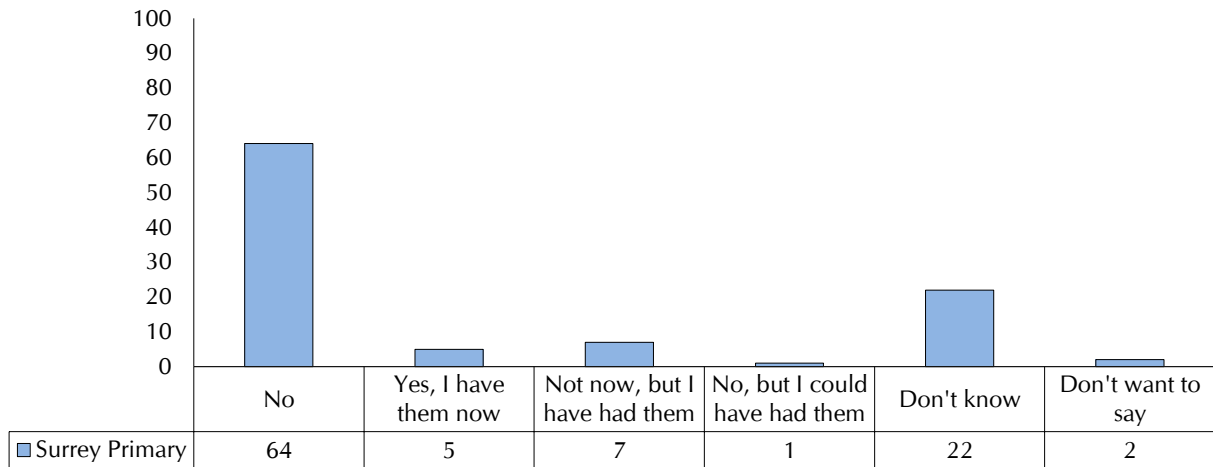 100
90
80
70
60
50
40
30
20
10
0
No
Yes, I have
them now
Not now, but I
have had them
No, but I could
have had them
Don't know
Don't want to
say
Surrey Primary 64 5 7 1 22 2